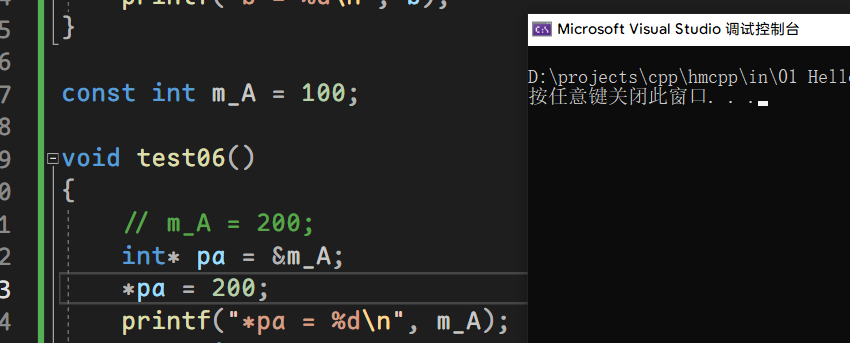 printf("b = %d\n", b);
5 }
6
7 const int m_A = 100;
8
9 void test06()
0 {
1 // m_A = 200;
2 int* pa = &m_A;
3 *pa = 200;
4 printf("*pa = %d\n", m_A);
Microsoft Visual Studio 调试控制台
D:\projects\cpp\hmcpp\in\01 Hello
按任意键关闭此窗口. . .